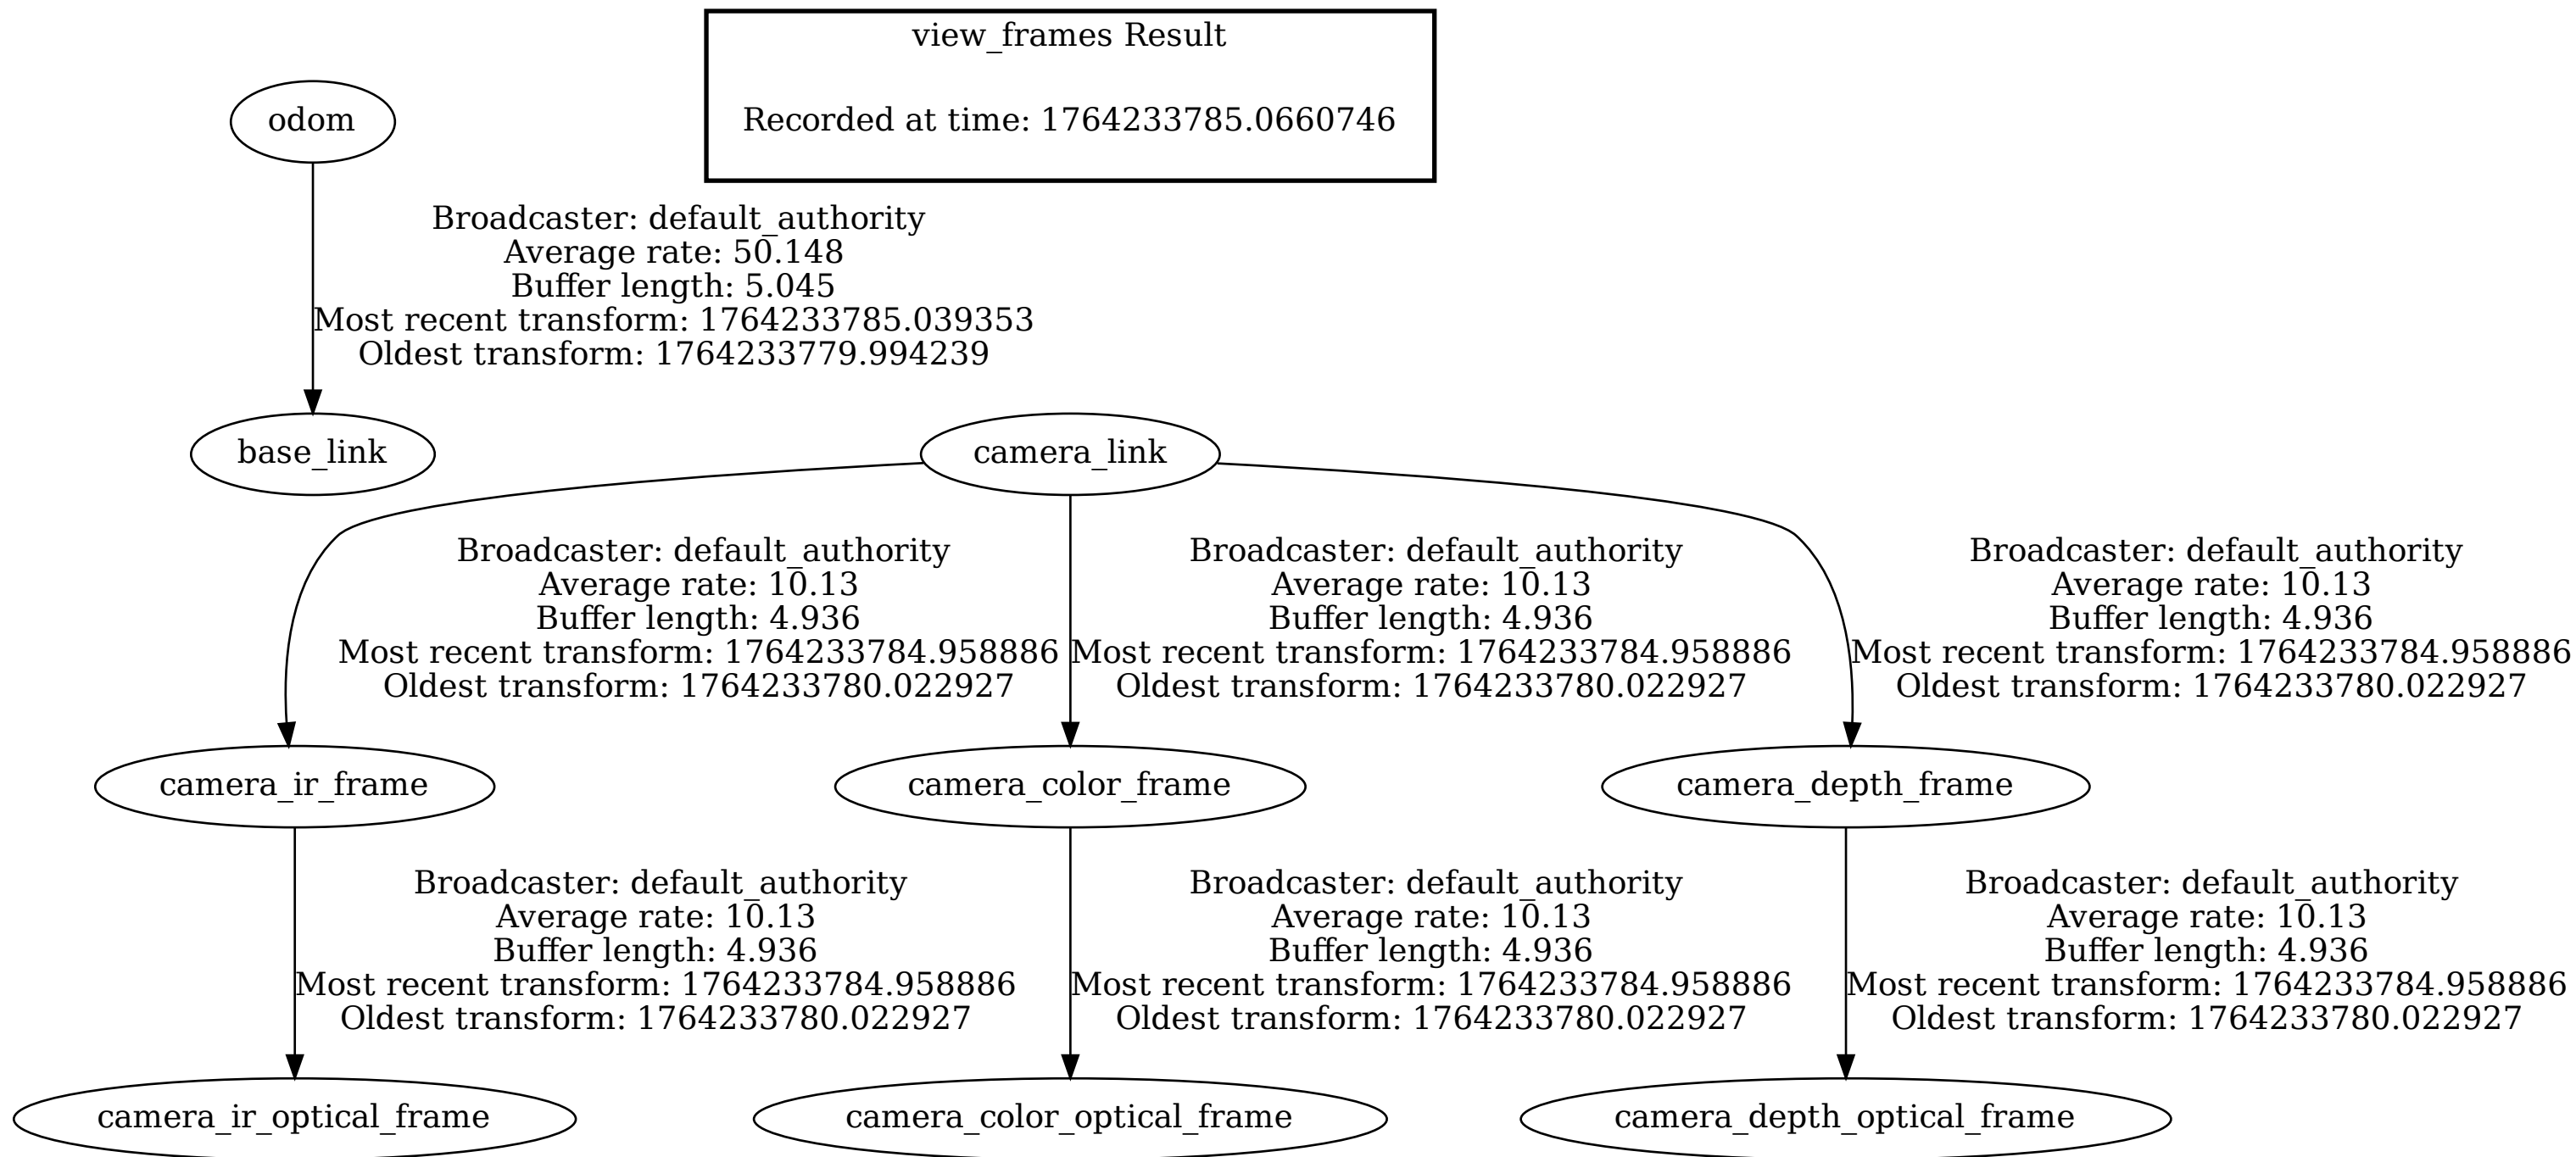 view_frames Result
Recorded at time: 1764233785.0660746
odom
Broadcaster: default_authority
Average rate: 50.148
Buffer length: 5.045
Most recent transform: 1764233785.039353
Oldest transform: 1764233779.994239
base_link
camera_link
Broadcaster: default_authority
Average rate: 10.13
Buffer length: 4.936
Most recent transform: 1764233784.958886
Oldest transform: 1764233780.022927
Broadcaster: default_authority
Average rate: 10.13
Buffer length: 4.936
Most recent transform: 1764233784.958886
Oldest transform: 1764233780.022927
Broadcaster: default_authority
Average rate: 10.13
Buffer length: 4.936
Most recent transform: 1764233784.958886
Oldest transform: 1764233780.022927
camera_ir_frame
camera_color_frame
camera_depth_frame
Broadcaster: default_authority
Average rate: 10.13
Buffer length: 4.936
Most recent transform: 1764233784.958886
Oldest transform: 1764233780.022927
Broadcaster: default_authority
Average rate: 10.13
Buffer length: 4.936
Most recent transform: 1764233784.958886
Oldest transform: 1764233780.022927
Broadcaster: default_authority
Average rate: 10.13
Buffer length: 4.936
Most recent transform: 1764233784.958886
Oldest transform: 1764233780.022927
camera_ir_optical_frame
camera_color_optical_frame
camera_depth_optical_frame